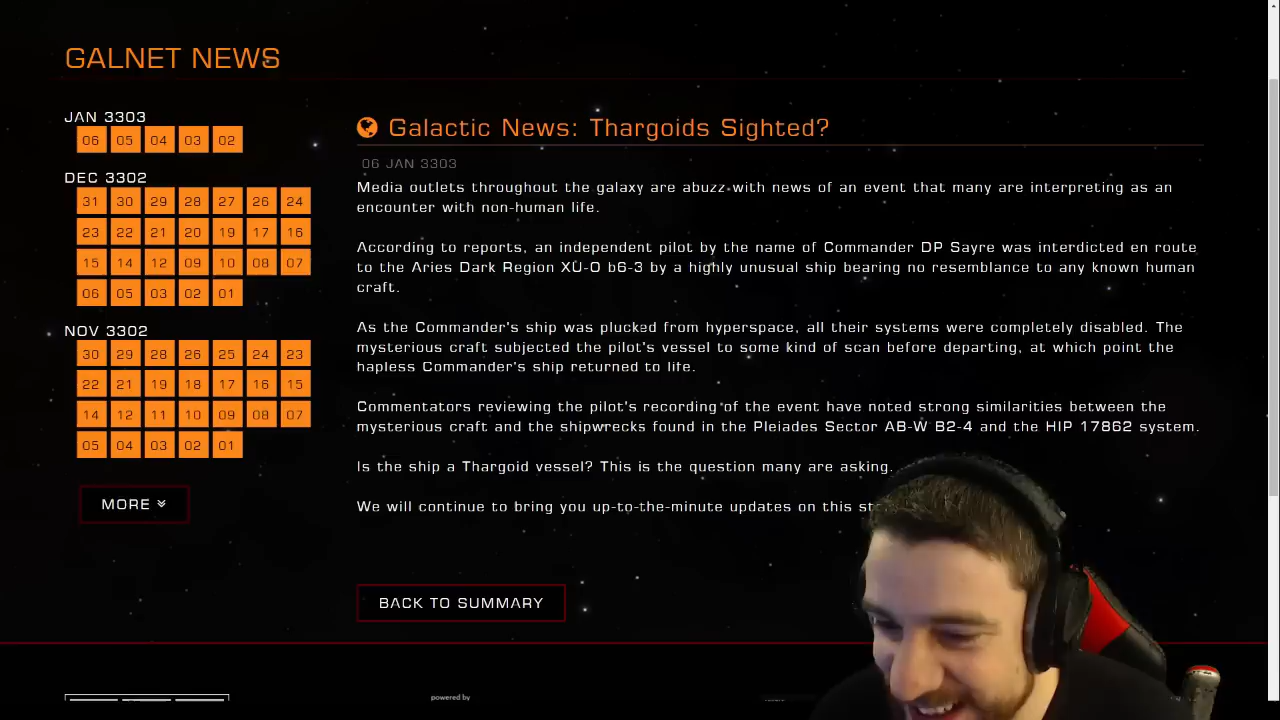 GALNET NEWS
JAN 3303
06 05 04 03 02
DEC 3302
31 30 29 28 27 26 24
23 22 21 20 19 17 16
15 14 12 09 10 08 07
06 05 03 02 01
NOV 3302
30 29 28 26 25 24 23
22 21 19 18 17 16 15
14 12 11 10 09 08 07
05 04 03 02 01
MORE
Galactic News: Thargoids Sighted?
06 JAN 3303
Media outlets throughout the galaxy are abuzz with news of an event that many are interpreting as an
encounter with non-human life.
According to reports, an independent pilot by the name of Commander DP Sayre was interdicted en route
to the Aries Dark Region XU-O b6-3 by a highly unusual ship bearing no resemblance to any known human
craft.
As the Commander's ship was plucked from hyperspace, all their systems were completely disabled. The
mysterious craft subjected the pilot's vessel to some kind of scan before departing, at which point the
hapless Commander's ship returned to life.
Commentators reviewing the pilot's recording of the event have noted strong similarities between the
mysterious craft and the shipwrecks found in the Pleiades Sector AB-W B2-4 and the HIP 17862 system.
Is the ship a Thargoid vessel? This is the question many are asking.
We will continue to bring you up-to-the-minute updates on this
BACK TO SUMMARY
powered by